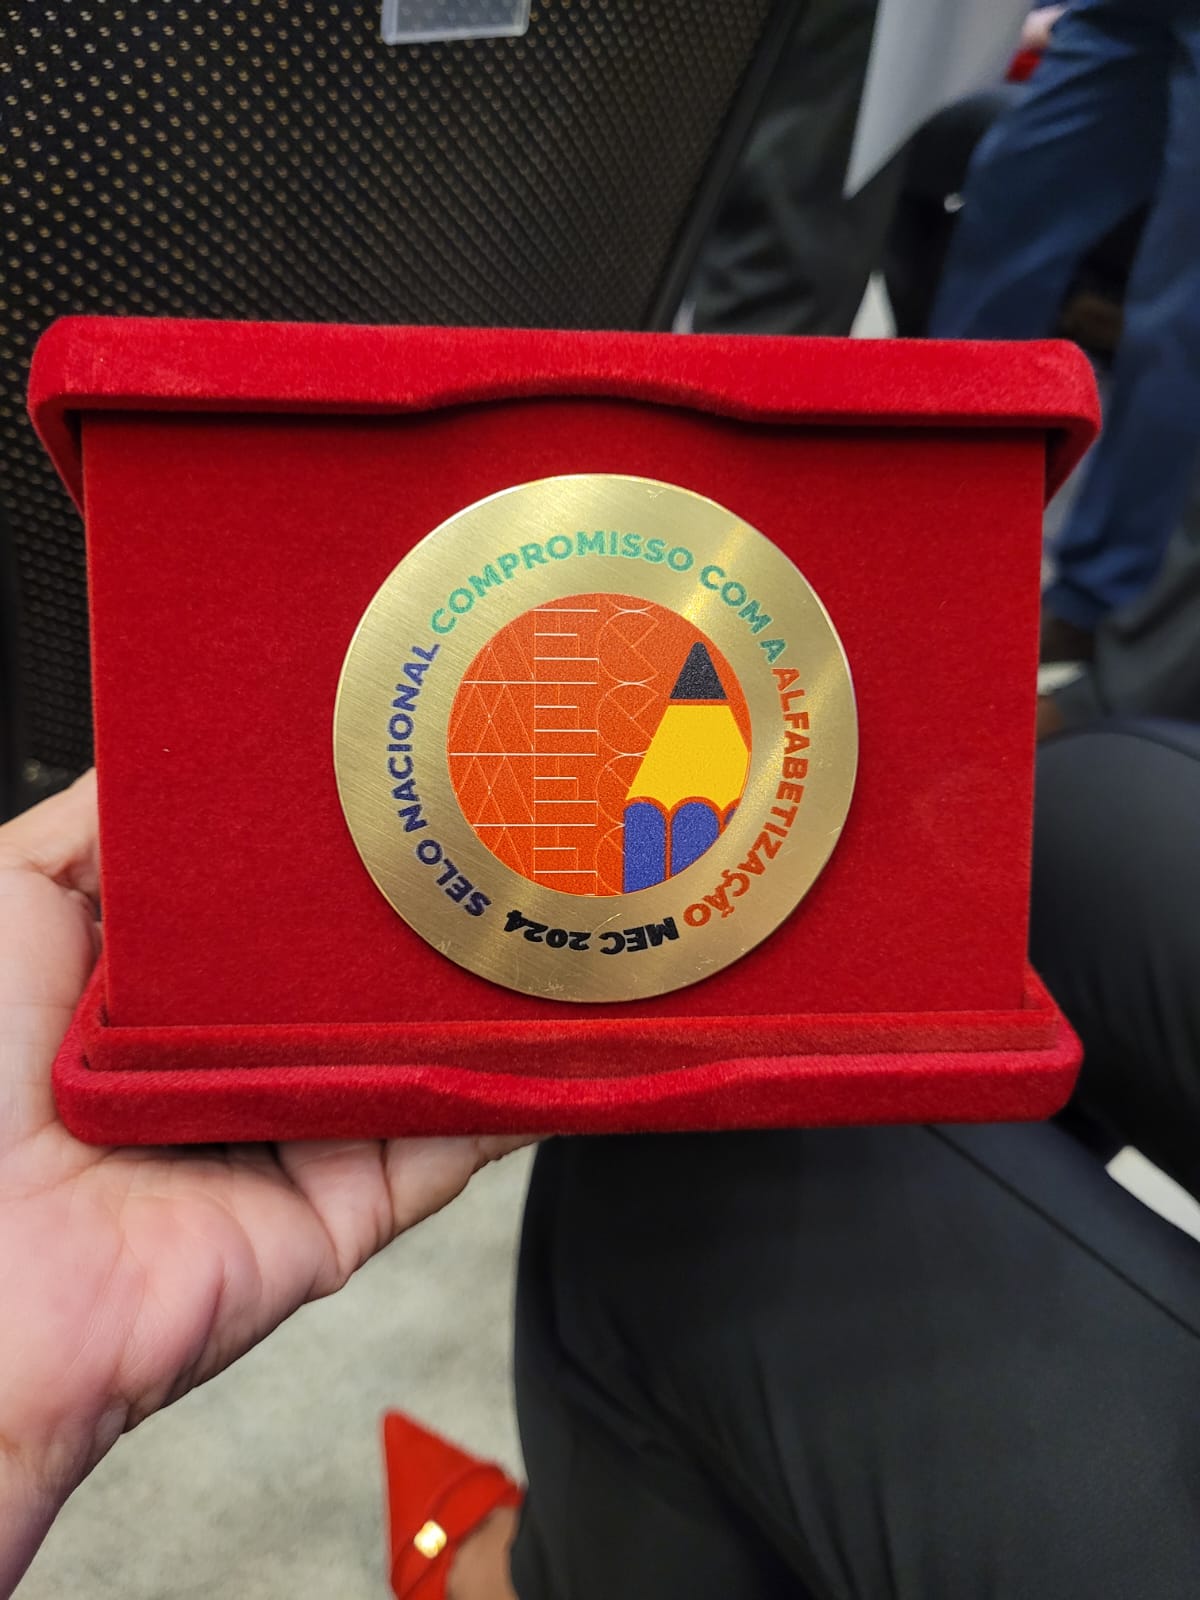 SELO NACIONAL COMPROMISSO COM A ALFABETIZAÇÃO MEC 2024